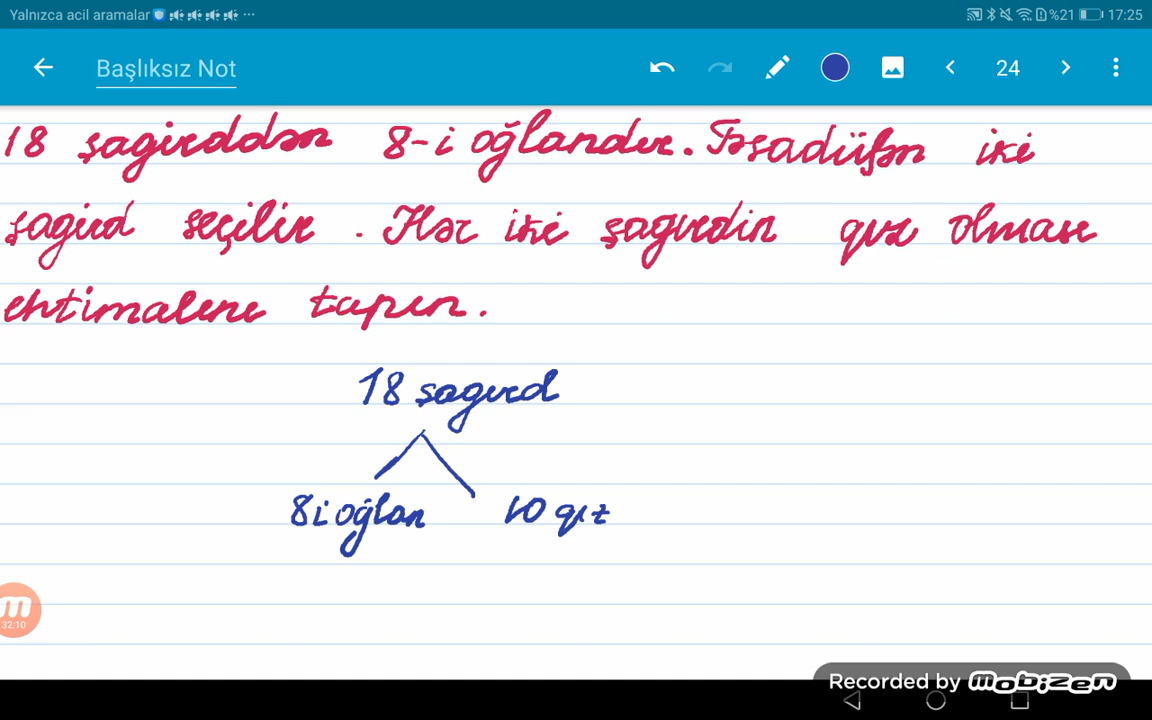 Yalnızca acil aramalar ... %21 17:25
Başlıksız Not 24
18 şagirddən 8-i oğlandır. Təsadüfən iki
şagird seçilir. Hər iki şagirdin qız olması
ehtimalını tapın.
18 şagird
8i oğlan 10 qız
32:10
Recorded by mobizen